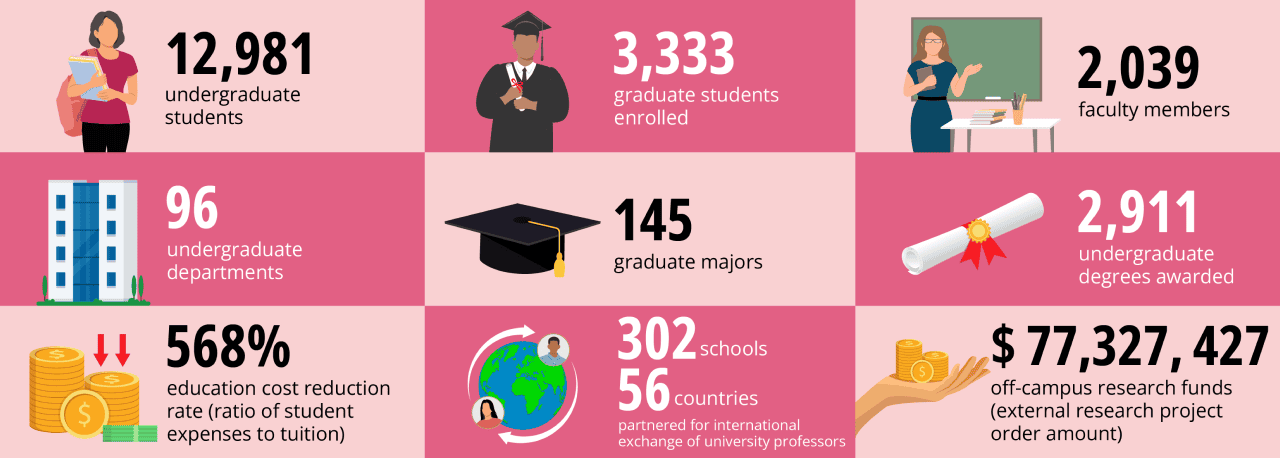 12,981
undergraduate
students
3,333
graduate students
enrolled
2,039
faculty members
96
undergraduate
departments
145
graduate majors
2,911
undergraduate
degrees awarded
568%
education cost reduction
rate (ratio of student
expenses to tuition)
302 schools
56 countries
partnered for international
exchange of university professors
$ 77,327, 427
off-campus research funds
(external research project
order amount)